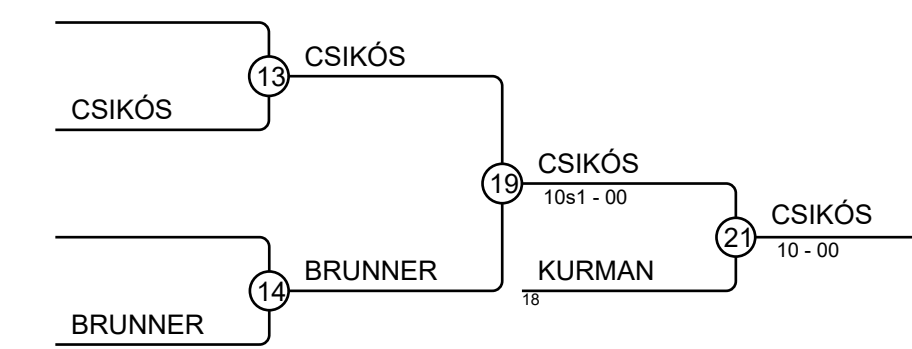 CSIKÓS
13
CSIKÓS
CSIKÓS
19
10s1 - 00
CSIKÓS
21
10 - 00
BRUNNER
14
KURMAN
18
BRUNNER